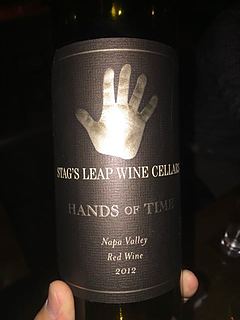 STAG'S LEAP WINE CELLARS
HANDS OF TIME
Napa Valley
Red Wine
2012